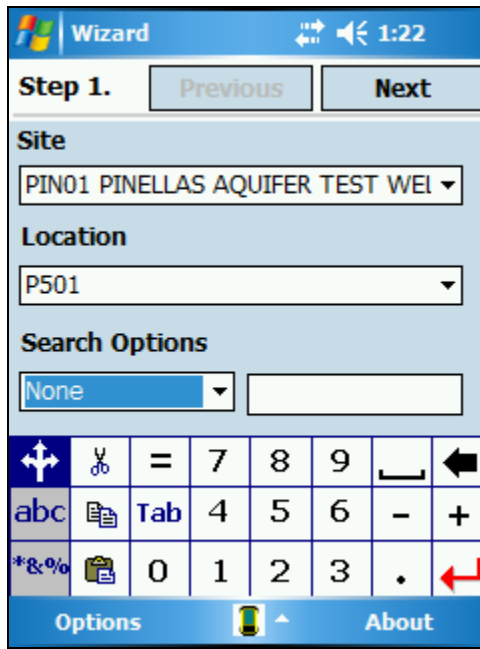 Wizard 1:22
Step 1. Previous Next
Site
PIN01 PINELLAS AQUIFER TEST WEL
Location
P501
Search Options
None
= 7 8 9
abc Tab 4 5 6 - +
*&% 0 1 2 3 .
Options About